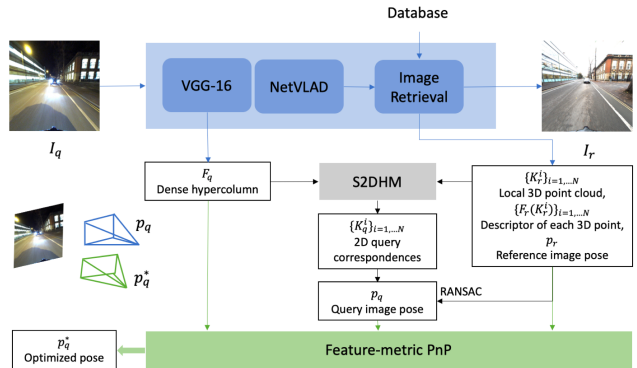 Database
VGG-16
NetVLAD
Image
Retrieval
I_q
I_r
F_q
Dense hypercolumn
S2DHM
{K_r^i}_{i=1,…N}
Local 3D point cloud,
{F_r(K_r^i)}_{i=1,…N}
Descriptor of each 3D point,
p_r
Reference image pose
{K_q^i}_{i=1,…N}
2D query
correspondences
p_q
p_q^*
RANSAC
p_q
Query image pose
p_q^*
Optimized pose
Feature-metric PnP